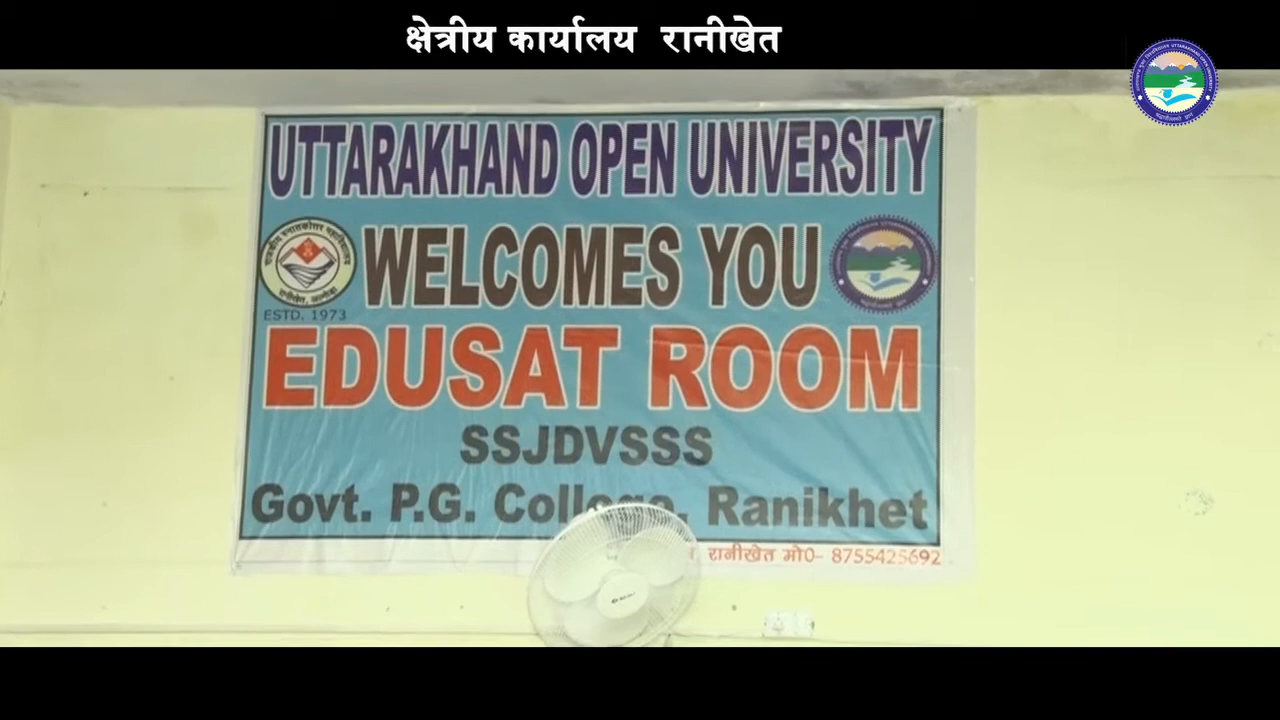 क्षेत्रीय कार्यालय रानीखेत
UTTARAKHAND OPEN UNIVERSITY
WELCOMES YOU
ESTD. 1973
EDUSAT ROOM
SSJDVSSS
Govt. P.G. College, Ranikhet
रानीखेत मो0- 8755425692